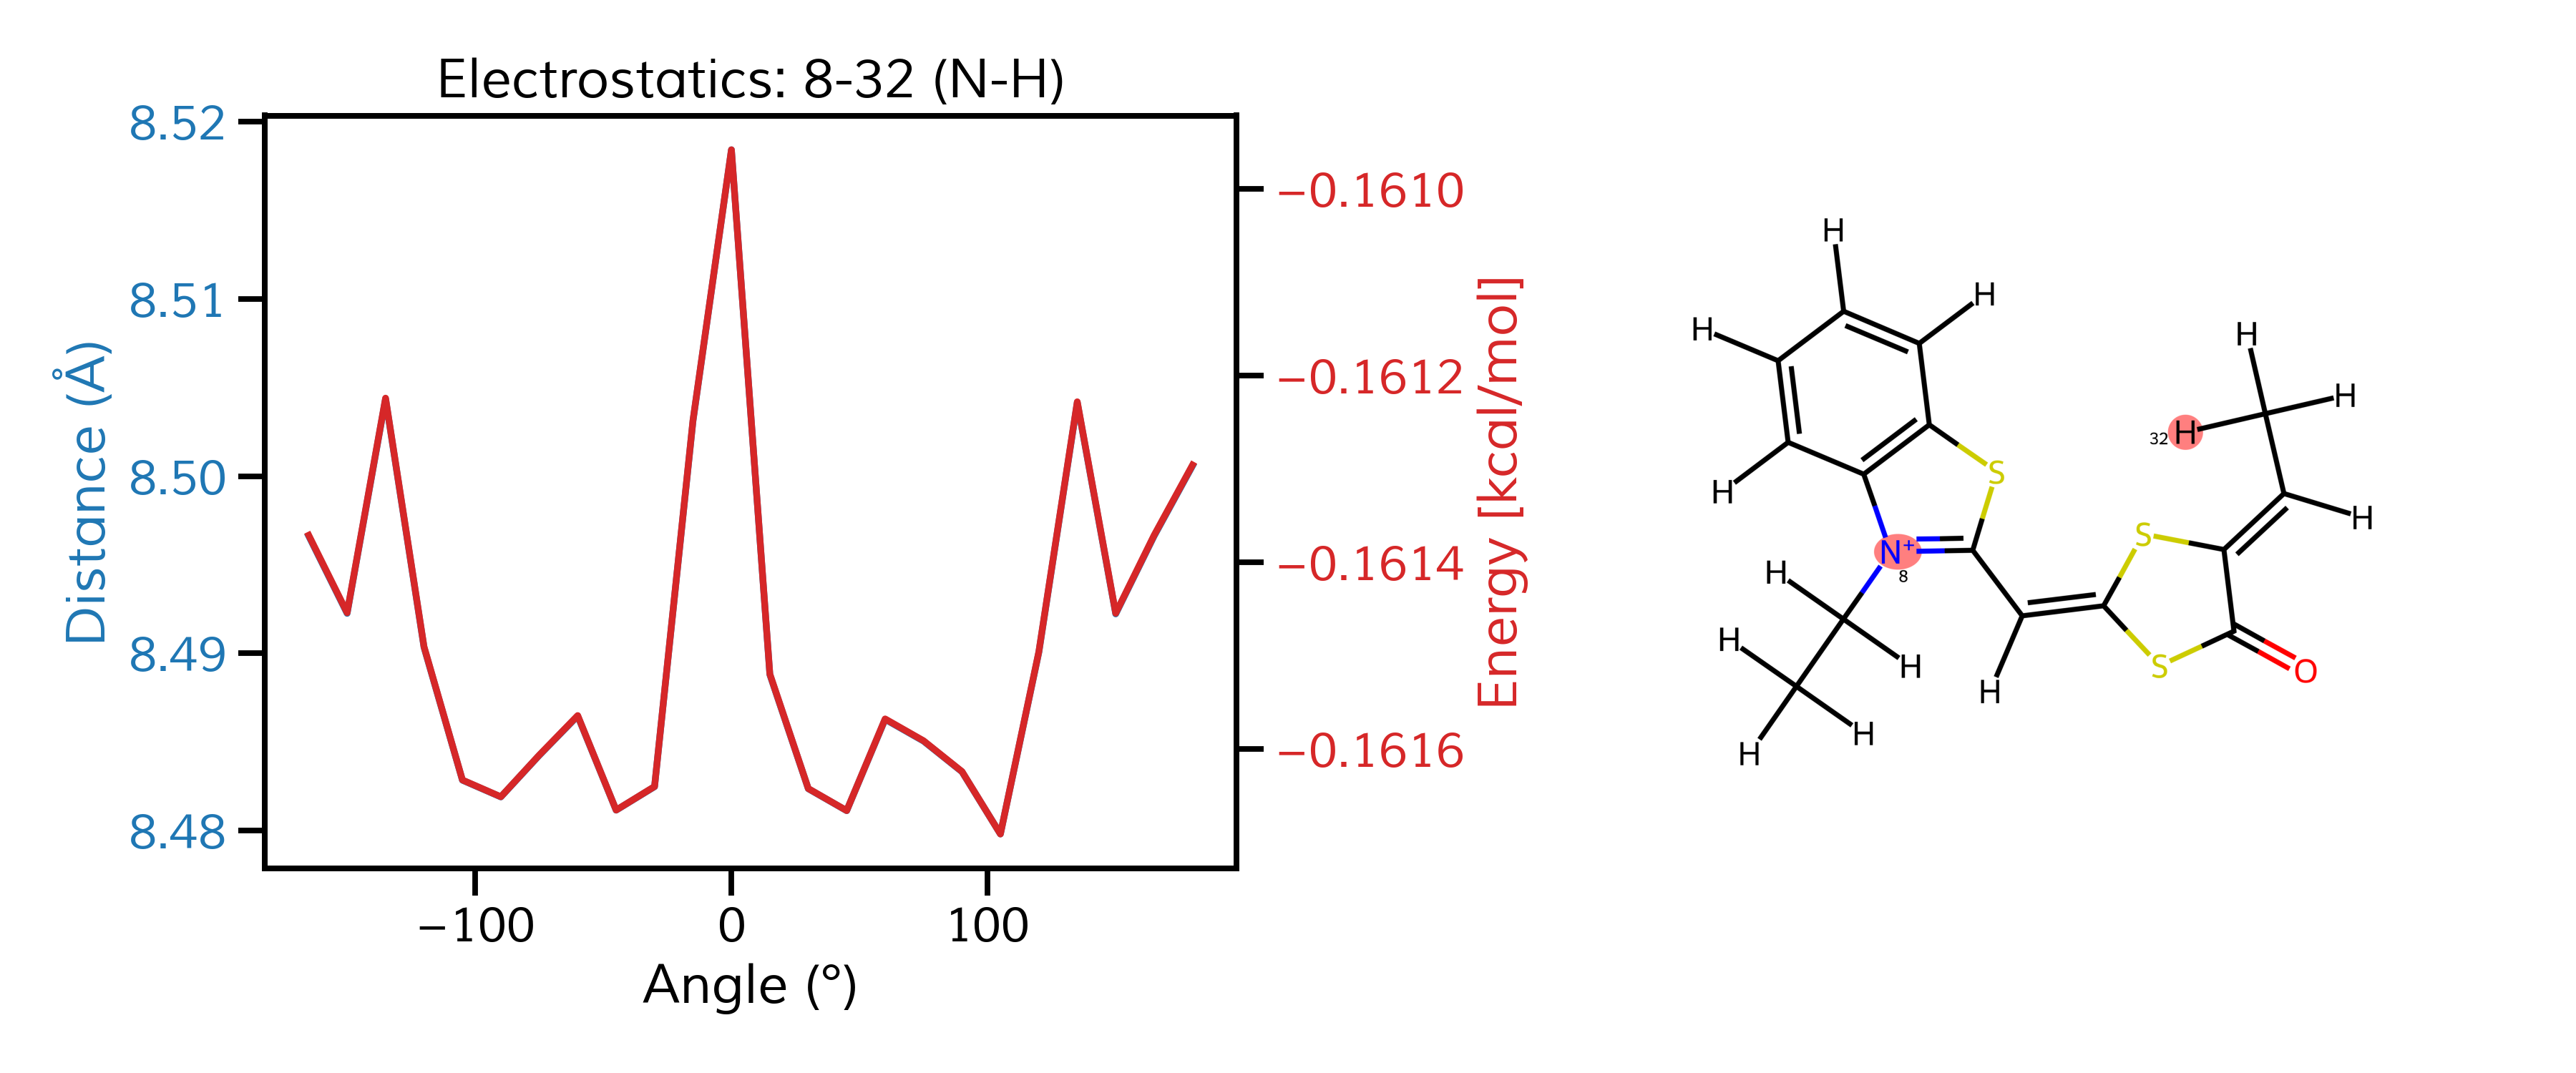 Electrostatics: 8-32 (N-H)
8.52
8.51
8.50
8.49
8.48
Distance (Å)
−100
0
100
Angle (°)
−0.1610
−0.1612
−0.1614
−0.1616
Energy [kcal/mol]
H
H
H
H
H
H
H
32
H
S
S
H
N+
8
H
H
H
S
O
H
H
H
H